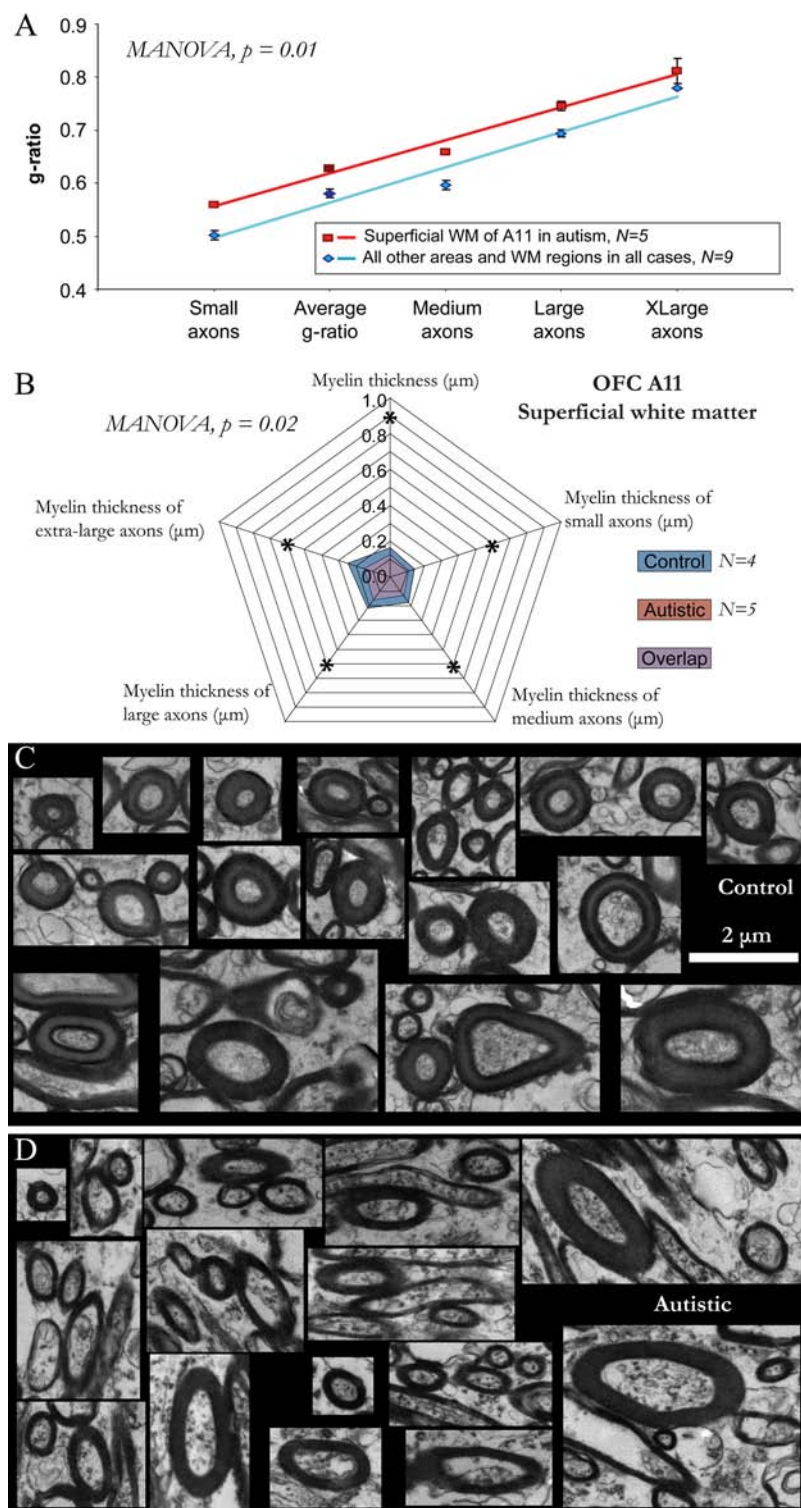 A
MANOVA, p = 0.01
0.9
0.8
0.7
0.6
0.5
0.4
g-ratio
Superficial WM of A11 in autism, N=5
All other areas and WM regions in all cases, N=9
Small axons
Average g-ratio
Medium axons
Large axons
XLarge axons
B
MANOVA, p = 0.02
OFC A11
Superficial white matter
Myelin thickness (µm)
1.0
0.8
0.6
0.4
0.2
0.0
Myelin thickness of
small axons (µm)
Myelin thickness of
medium axons (µm)
Myelin thickness of
large axons (µm)
Myelin thickness of
extra-large axons (µm)
Control N=4
Autistic N=5
Overlap
C
Control
2 µm
D
Autistic